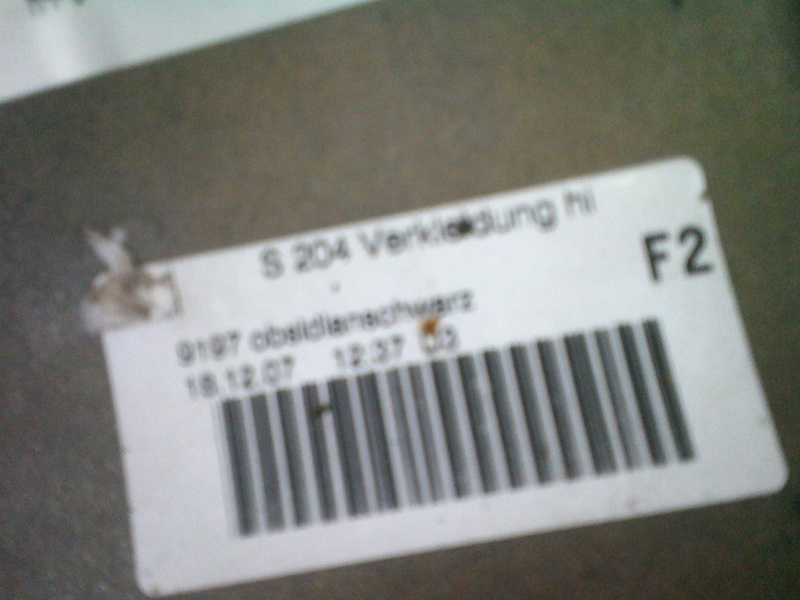 S 204 Verkleidung hi
F2
9197 obsidianschwarz
18.12.07 12:37